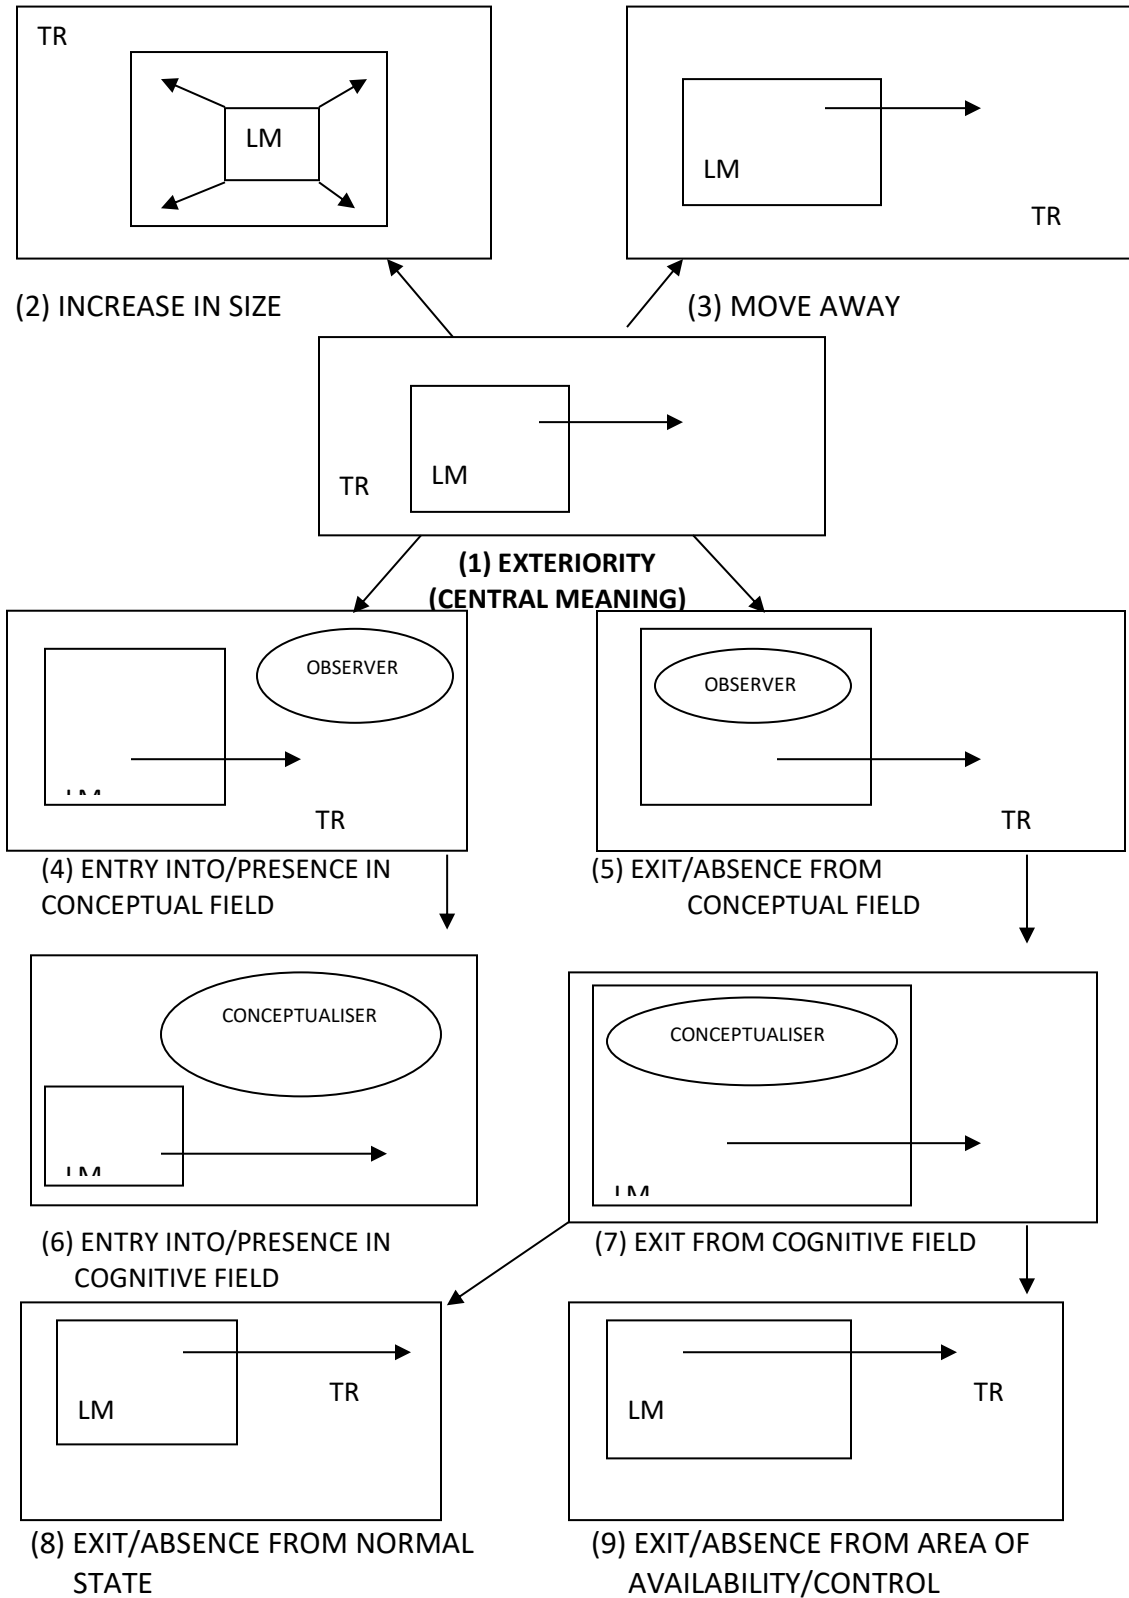 TR
LM
LM
TR
(2) INCREASE IN SIZE
(3) MOVE AWAY
TR
LM
(1) EXTERIORITY
(CENTRAL MEANING)
OBSERVER
TR
OBSERVER
TR
(4) ENTRY INTO/PRESENCE IN
CONCEPTUAL FIELD
(5) EXIT/ABSENCE FROM
CONCEPTUAL FIELD
CONCEPTUALISER
CONCEPTUALISER
(6) ENTRY INTO/PRESENCE IN
COGNITIVE FIELD
(7) EXIT FROM COGNITIVE FIELD
LM
TR
LM
TR
(8) EXIT/ABSENCE FROM NORMAL
STATE
(9) EXIT/ABSENCE FROM AREA OF
AVAILABILITY/CONTROL